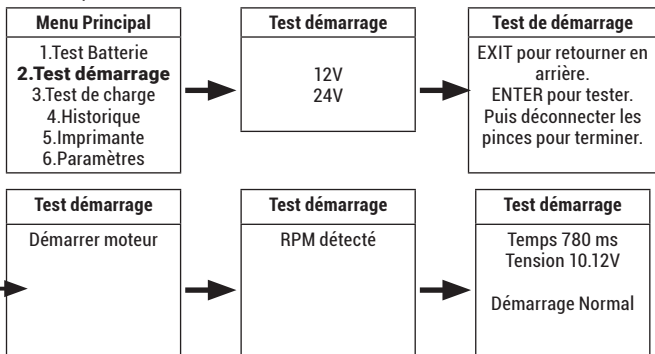 Menu Principal
1.Test Batterie
2.Test démarrage
3.Test de charge
4.Historique
5.Imprimante
6.Paramètres
Test démarrage
12V
24V
Test de démarrage
EXIT pour retourner en
arrière.
ENTER pour tester.
Puis déconnecter les
pinces pour terminer.
Test démarrage
Démarrer moteur
Test démarrage
RPM détecté
Test démarrage
Temps 780 ms
Tension 10.12V
Démarrage Normal